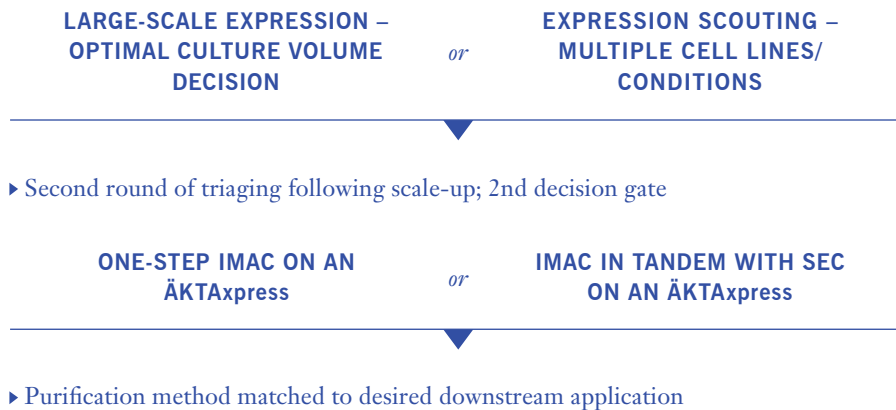 LARGE-SCALE EXPRESSION –
OPTIMAL CULTURE VOLUME
DECISION
or
EXPRESSION SCOUTING –
MULTIPLE CELL LINES/
CONDITIONS
Second round of triaging following scale-up; 2nd decision gate
ONE-STEP IMAC ON AN
ÄKTAxpress
or
IMAC IN TANDEM WITH SEC
ON AN ÄKTAxpress
Purification method matched to desired downstream application